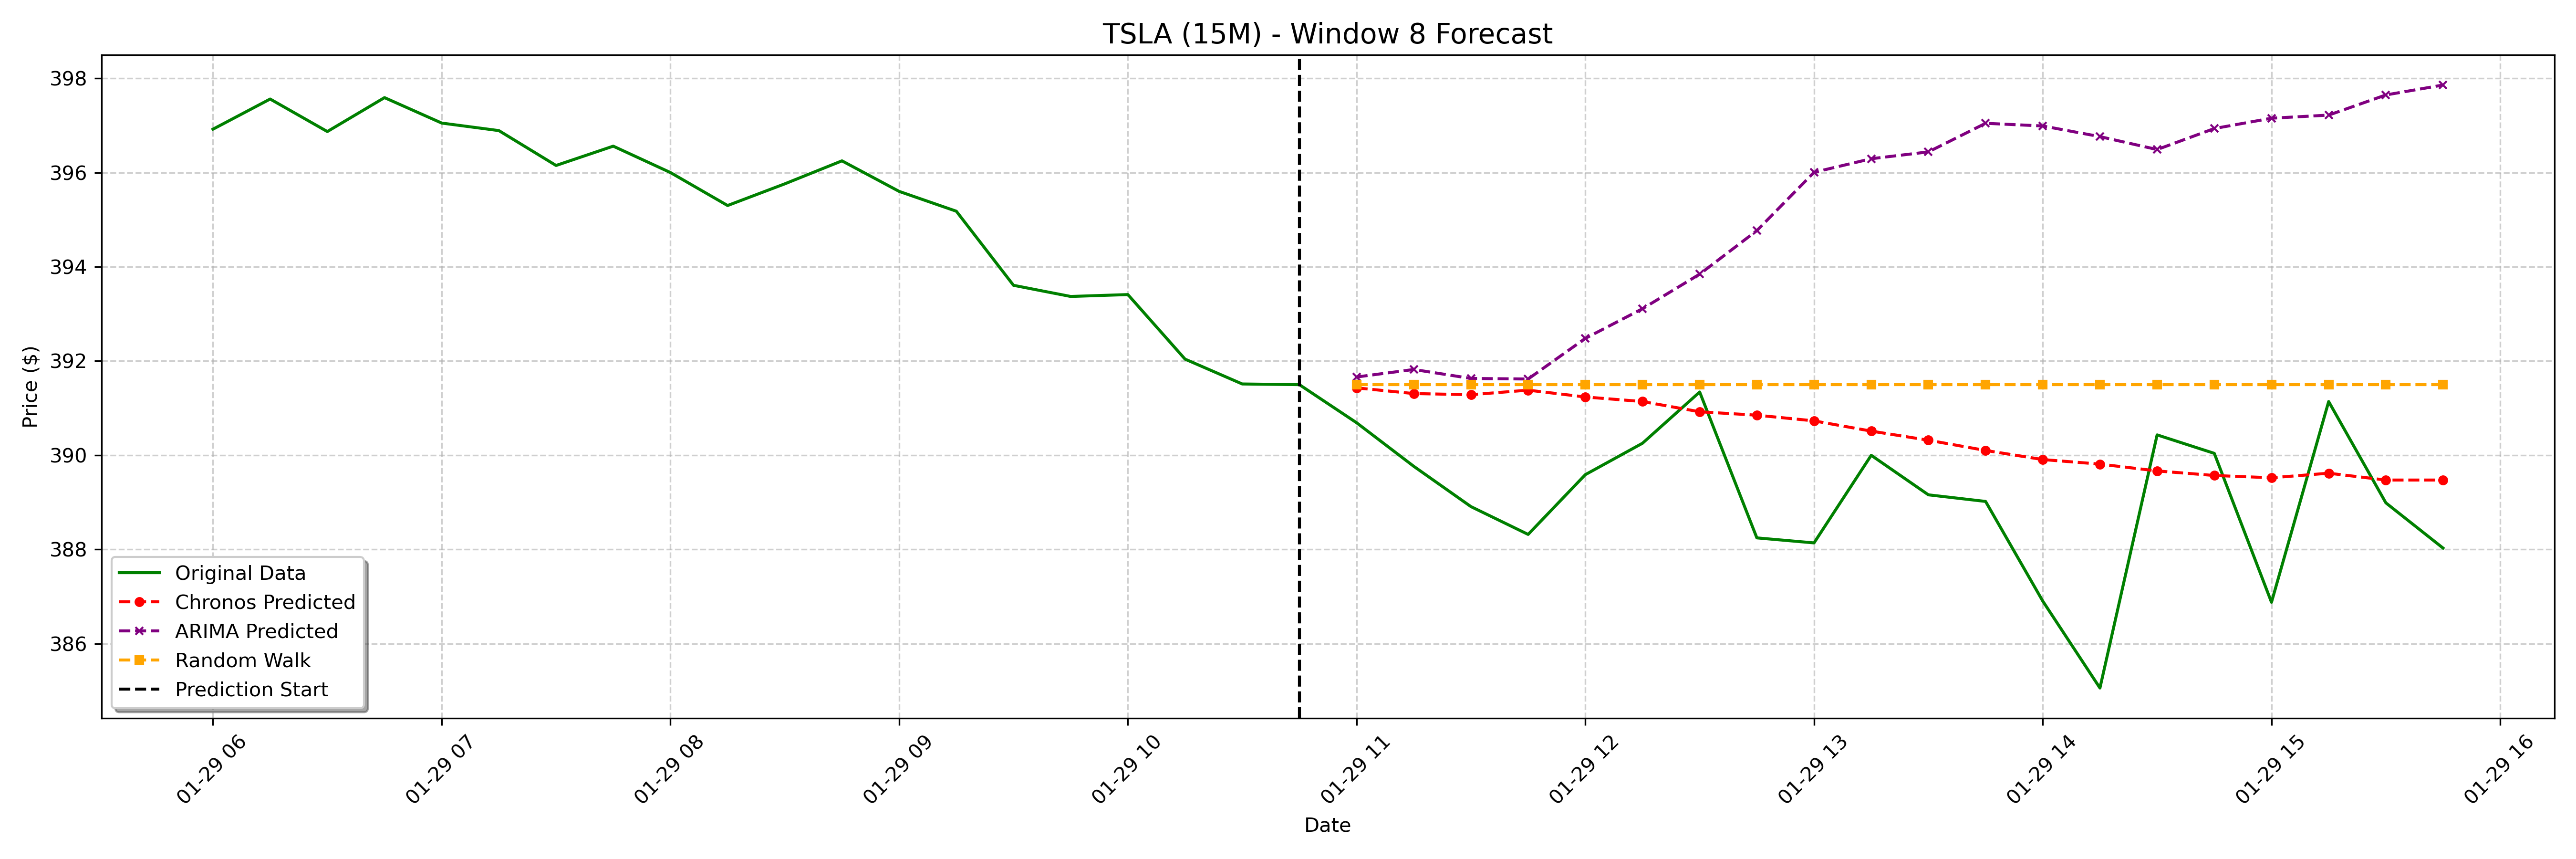 TSLA (15M) - Window 8 Forecast
Price ($)
398
396
394
392
390
388
386
Original Data
Chronos Predicted
ARIMA Predicted
Random Walk
Prediction Start
01-29 06
01-29 07
01-29 08
01-29 09
01-29 10
01-29 11
01-29 12
01-29 13
01-29 14
01-29 15
01-29 16
Date